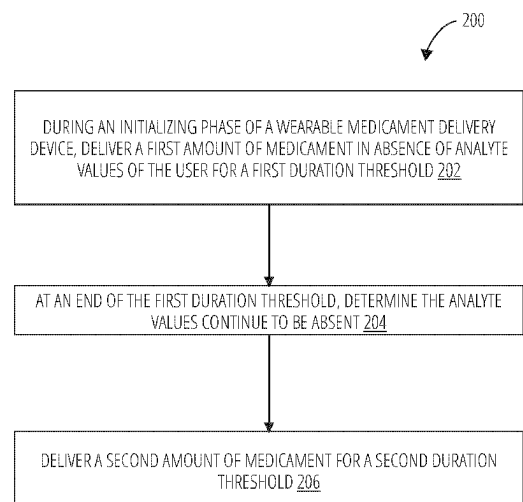 200
DURING AN INITIALIZING PHASE OF A WEARABLE MEDICAMENT DELIVERY
DEVICE, DELIVER A FIRST AMOUNT OF MEDICAMENT IN ABSENCE OF ANALYTE
VALUES OF THE USER FOR A FIRST DURATION THRESHOLD 202
AT AN END OF THE FIRST DURATION THRESHOLD, DETERMINE THE ANALYTE
VALUES CONTINUE TO BE ABSENT 204
DELIVER A SECOND AMOUNT OF MEDICAMENT FOR A SECOND DURATION
THRESHOLD 206